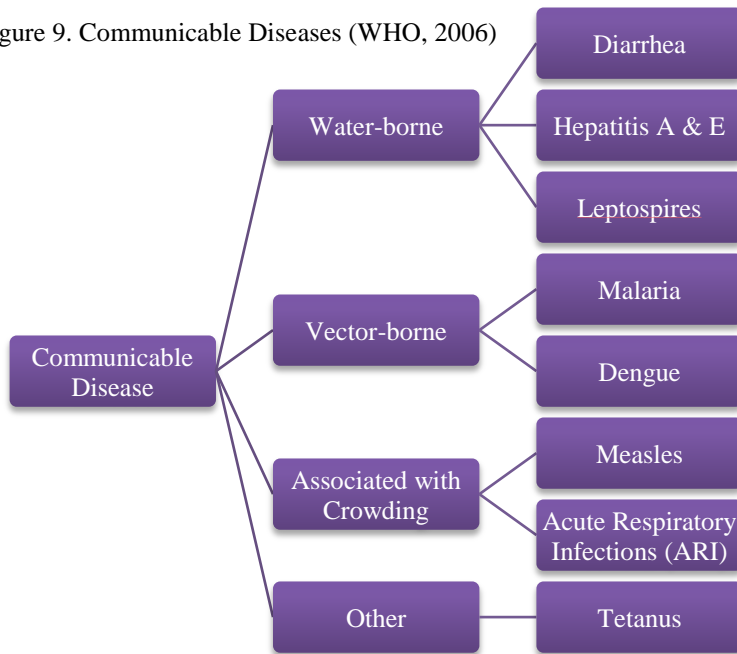 gure 9. Communicable Diseases (WHO, 2006)
Diarrhea
Water-borne
Hepatitis A & E
Leptospires
Malaria
Vector-borne
Communicable
Disease
Dengue
Measles
Associated with
Crowding
Acute Respiratory
Infections (ARI)
Other
Tetanus